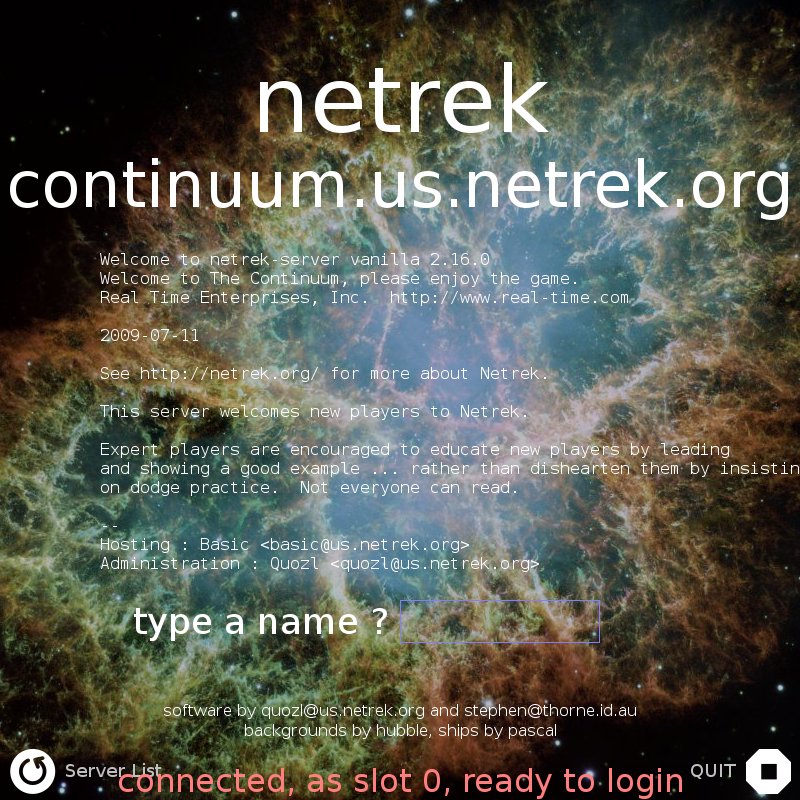 netrek
continuum.us.netrek.org
Welcome to netrek-server vanilla 2.16.0
Welcome to The Continuum, please enjoy the game.
Real Time Enterprises, Inc.  http://www.real-time.com
2009-07-11
See http://netrek.org/ for more about Netrek.
This server welcomes new players to Netrek.
Expert players are encouraged to educate new players by leading
and showing a good example ... rather than dishearten them by insistin
on dodge practice.  Not everyone can read.
--
Hosting : Basic <basic@us.netrek.org>
Administration : Quozl <quozl@us.netrek.org>
type a name ?
software by quozl@us.netrek.org and stephen@thorne.id.au
backgrounds by hubble, ships by pascal
Server List
QUIT
connected, as slot 0, ready to login